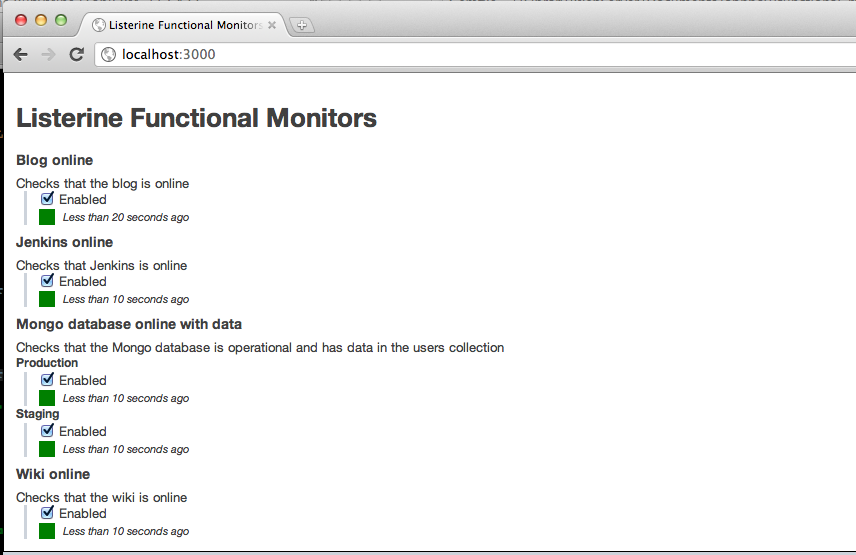 Listerine Functional Monitors
localhost:3000
Listerine Functional Monitors
Blog online
Checks that the blog is online
Enabled
Less than 20 seconds ago
Jenkins online
Checks that Jenkins is online
Enabled
Less than 10 seconds ago
Mongo database online with data
Checks that the Mongo database is operational and has data in the users collection
Production
Enabled
Less than 10 seconds ago
Staging
Enabled
Less than 10 seconds ago
Wiki online
Checks that the wiki is online
Enabled
Less than 10 seconds ago